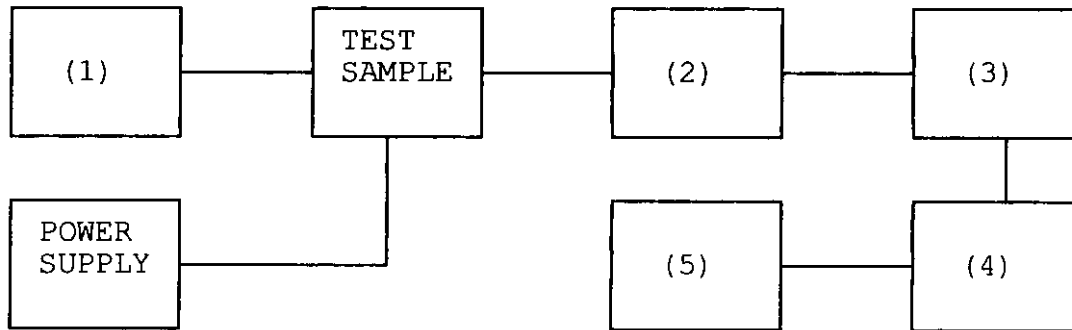 (1)
TEST
SAMPLE
(2)
(3)
POWER
SUPPLY
(5)
(4)